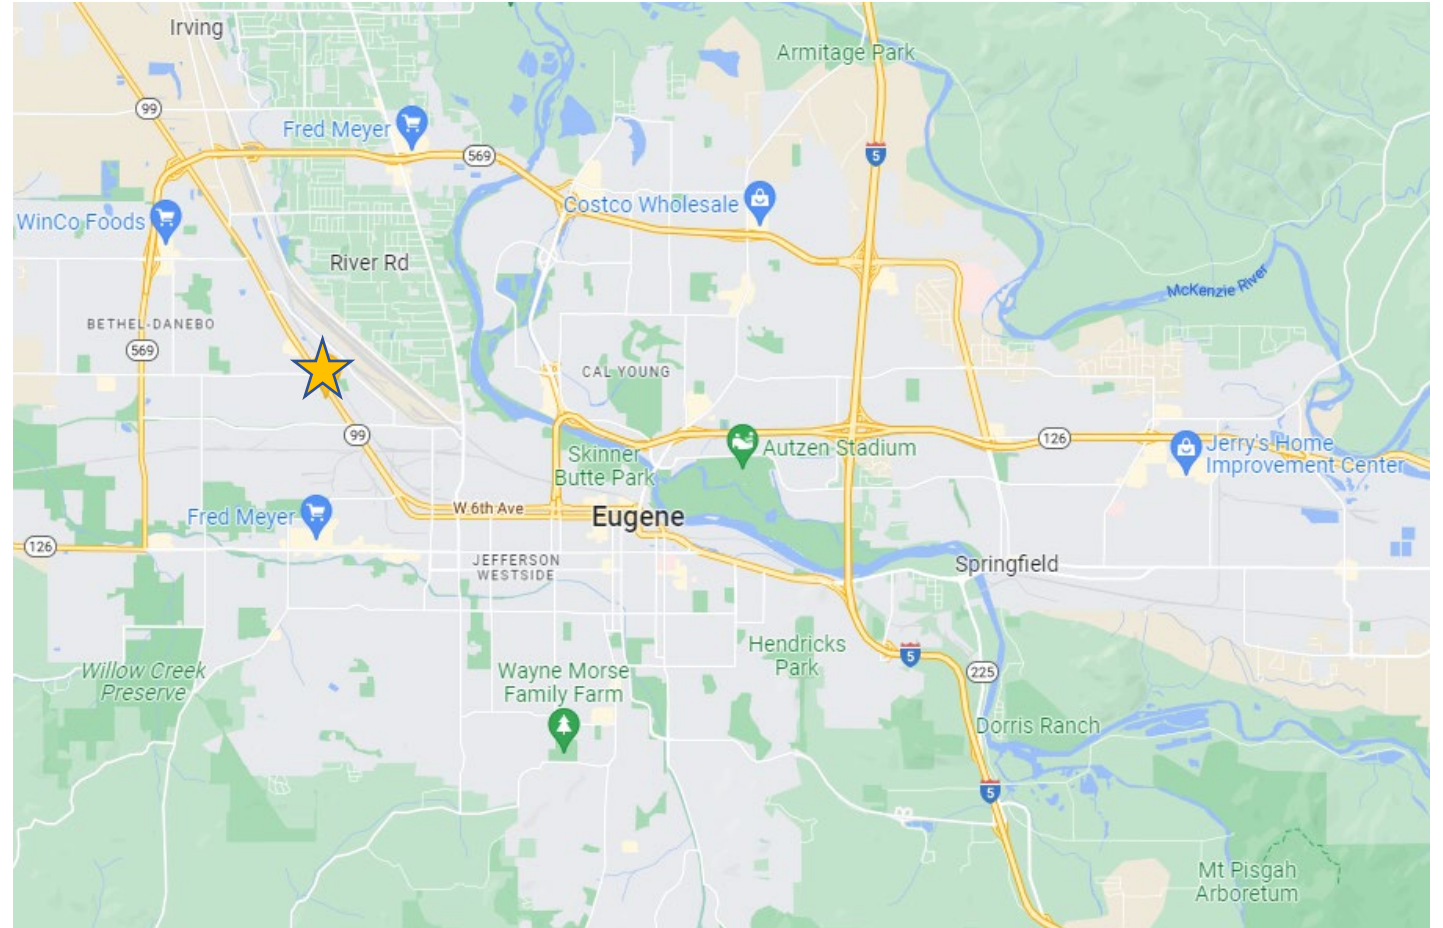 Irving
Armitage Park
99
Fred Meyer
569
5
Costco Wholesale
WinCo Foods
River Rd
McKenzie River
BETHEL-DANEBO
569
CAL YOUNG
99
126
Autzen Stadium
Jerry's Home
Improvement Center
Skinner
Butte Park
W 6th Ave
Fred Meyer
Eugene
126
JEFFERSON
WESTSIDE
Springfield
Hendricks
Park
5
225
Willow Creek
Preserve
Wayne Morse
Family Farm
Dorris Ranch
5
Mt Pisgah
Arboretum